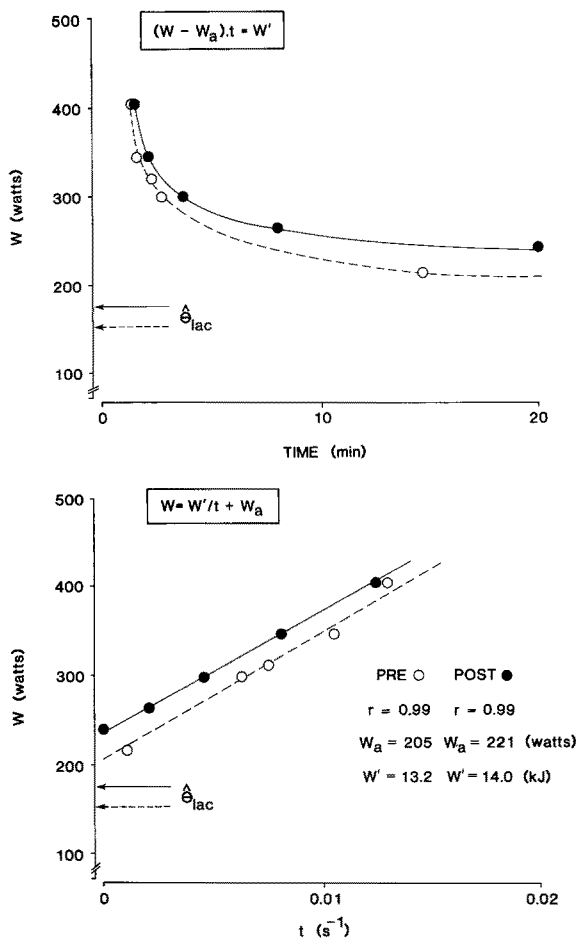 (W - Wa).t = W'
500
400
300
200
100
W (watts)
^
Θlac
0
10
20
TIME (min)
W= W'/t + Wa
500
400
300
200
100
W (watts)
PRE ○ POST ●
r = 0.99 r = 0.99
Wa = 205 Wa = 221 (watts)
W' = 13.2 W' = 14.0 (kJ)
^
Θlac
0
0.01
0.02
t (s⁻¹)